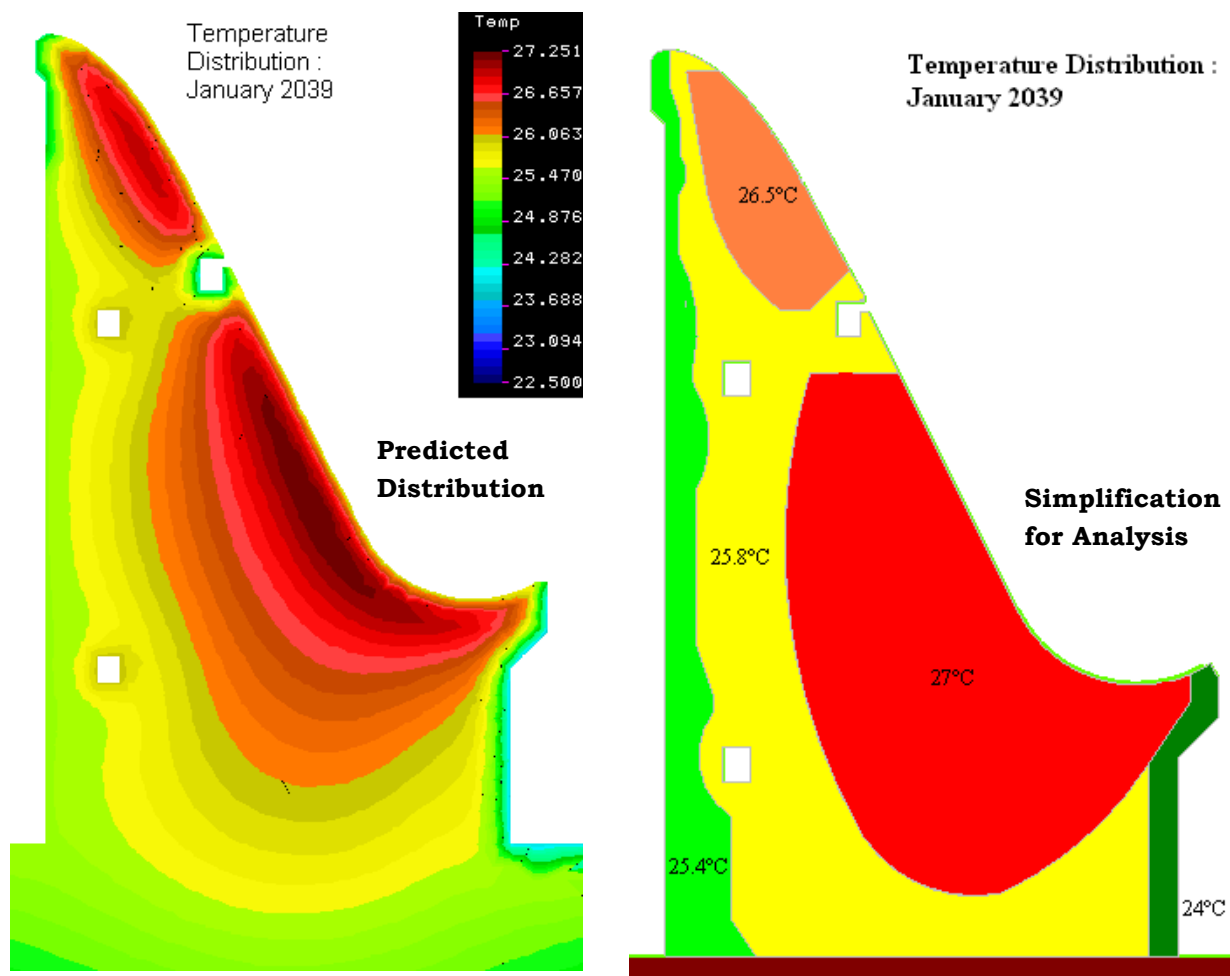 Temperature
Distribution :
January 2039
Temp
27.251
26.657
26.063
25.470
24.876
24.282
23.688
23.094
22.500
Predicted
Distribution
Temperature Distribution :
January 2039
26.5°C
Simplification
for Analysis
25.8°C
27°C
25.4°C
24°C